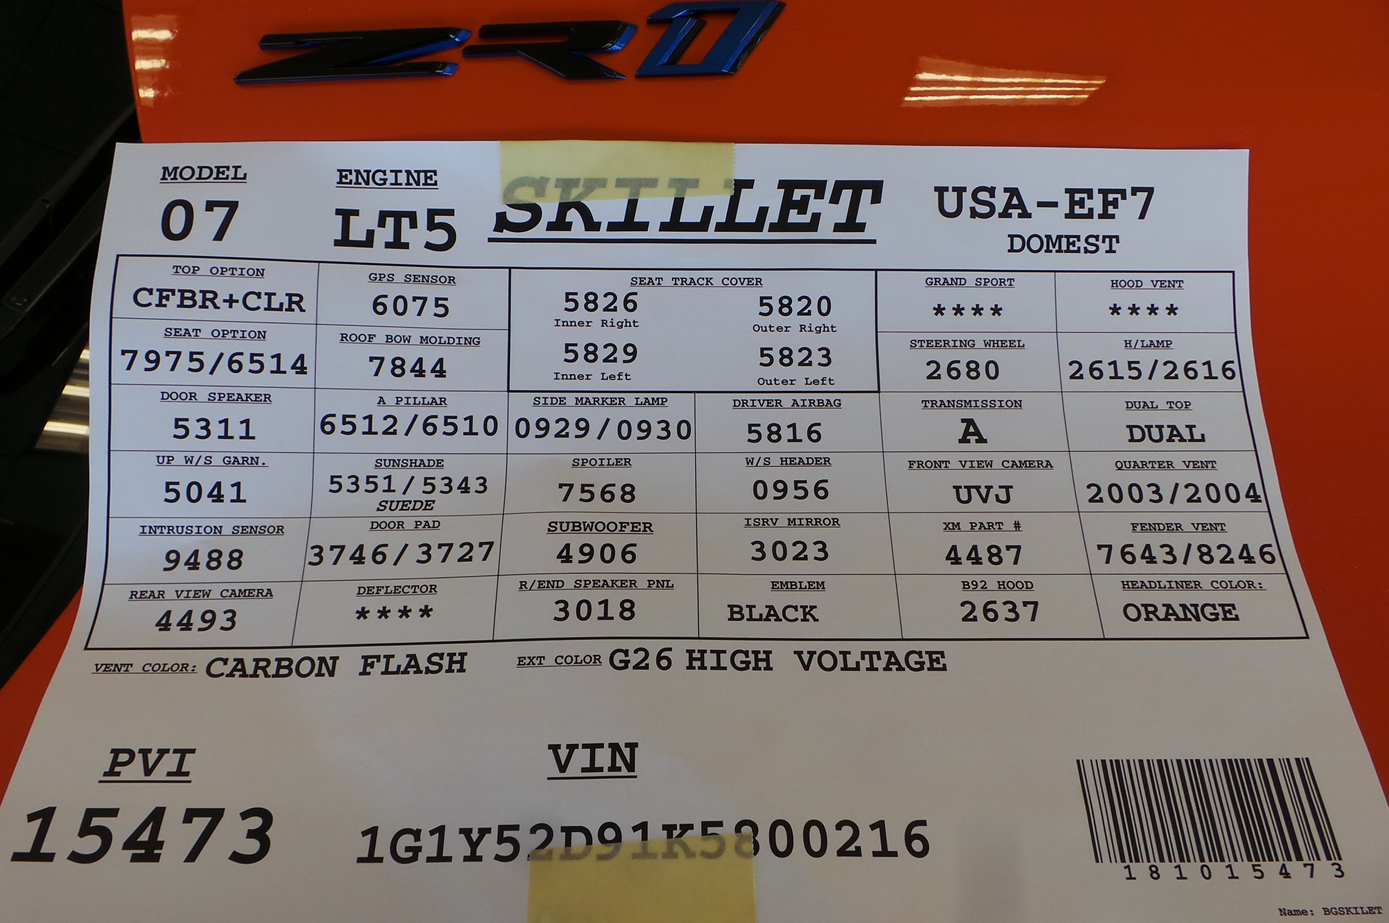 ZR1
MODEL ENGINE SKILLET USA-EF7
07 LT5 DOMEST
TOP OPTION GPS SENSOR SEAT TRACK COVER GRAND SPORT HOOD VENT
CFBR+CLR 6075 5826 5820 **** ****
Inner Right Outer Right
SEAT OPTION ROOF BOW MOLDING STEERING WHEEL H/LAMP
7975/6514 7844 5829 5823 2680 2615/2616
Inner Left Outer Left
DOOR SPEAKER A PILLAR SIDE MARKER LAMP DRIVER AIRBAG TRANSMISSION DUAL TOP
5311 6512/6510 0929/0930 5816 A DUAL
UP W/S GARN. SUNSHADE SPOILER W/S HEADER FRONT VIEW CAMERA QUARTER VENT
5041 5351/5343 7568 0956 UVJ 2003/2004
SUEDE
INTRUSION SENSOR DOOR PAD SUBWOOFER ISRV MIRROR XM PART # FENDER VENT
9488 3746/3727 4906 3023 4487 7643/8246
REAR VIEW CAMERA DEFLECTOR R/END SPEAKER PNL EMBLEM B92 HOOD HEADLINER COLOR:
4493 **** 3018 BLACK 2637 ORANGE
VENT COLOR: CARBON FLASH EXT COLOR G26 HIGH VOLTAGE
PVI VIN
15473 1G1Y52D91K5800216
181015473
Name: BGSKILET